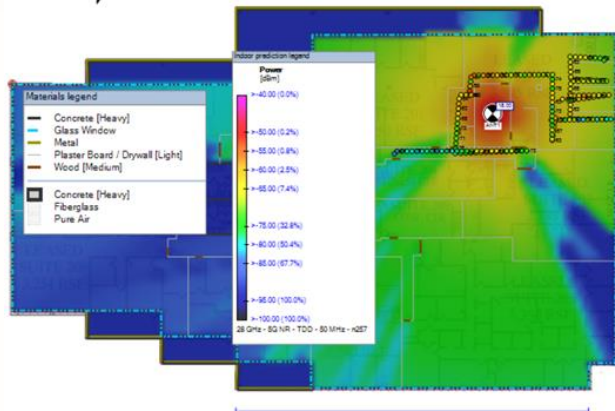 Materials legend
Concrete [Heavy]
Glass Window
Metal
Plaster Board / Drywall [Light]
Wood [Medium]
Concrete [Heavy]
Fiberglass
Pure Air
Indoor prediction legend
Power
[dBm]
>-40.00 (0.0%)
>-50.00 (0.2%)
>-55.00 (0.8%)
>-60.00 (2.5%)
>-65.00 (7.4%)
>-75.00 (32.8%)
>-80.00 (50.4%)
>-85.00 (67.7%)
>-95.00 (100.0%)
>-100.00 (100.0%)
28 GHz - 5G NR - TDD - 50 MHz - n257